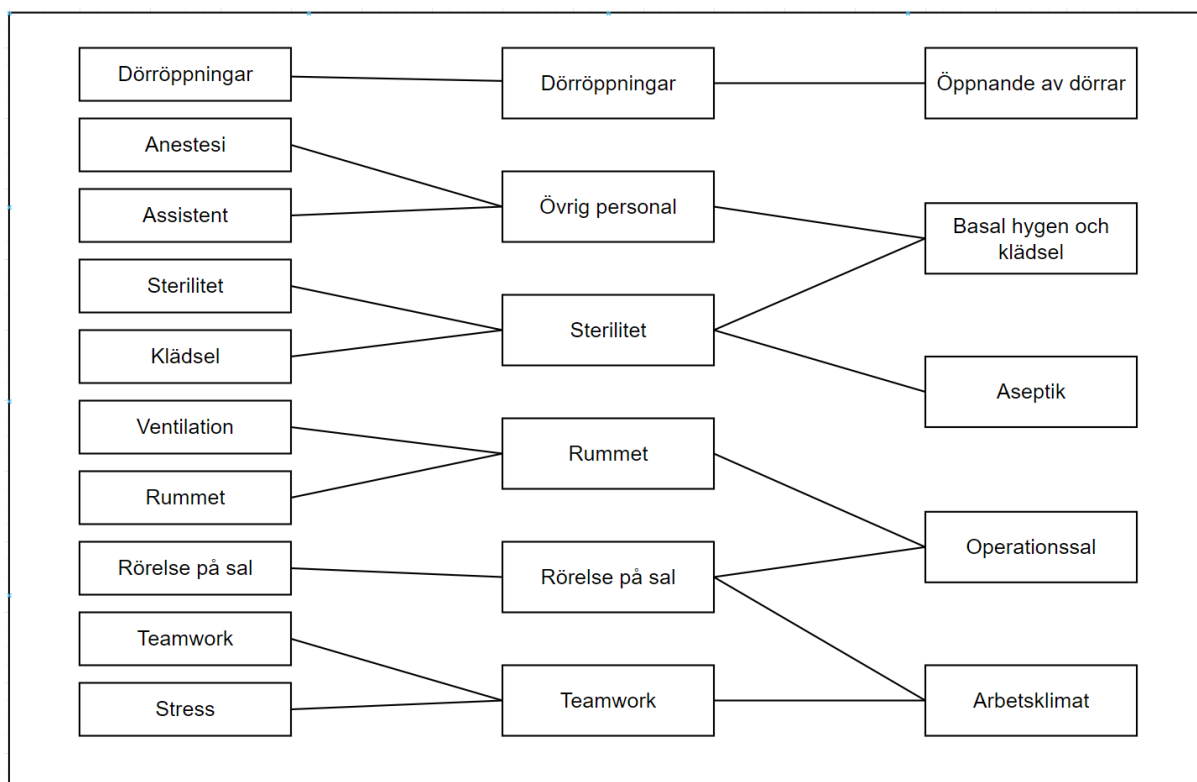 Dörröppningar
Anestesi
Assistent
Sterilitet
Klädsel
Ventilation
Rummet
Rörelse på sal
Teamwork
Stress
Dörröppningar
Övrig personal
Sterilitet
Rummet
Rörelse på sal
Teamwork
Öppnande av dörrar
Basal hygen och
klädsel
Aseptik
Operationssal
Arbetsklimat